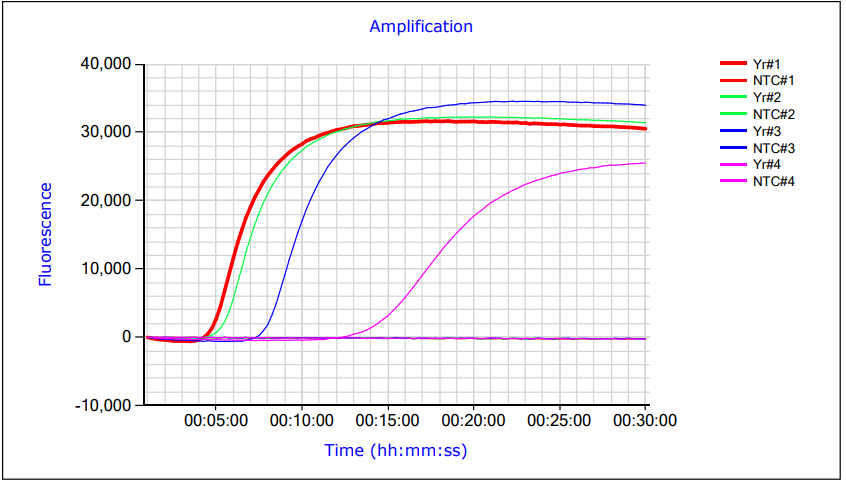 Amplification
40,000
30,000
20,000
10,000
0
-10,000
Fluorescence
00:05:00 00:10:00 00:15:00 00:20:00 00:25:00 00:30:00
Time (hh:mm:ss)
Yr#1
NTC#1
Yr#2
NTC#2
Yr#3
NTC#3
Yr#4
NTC#4